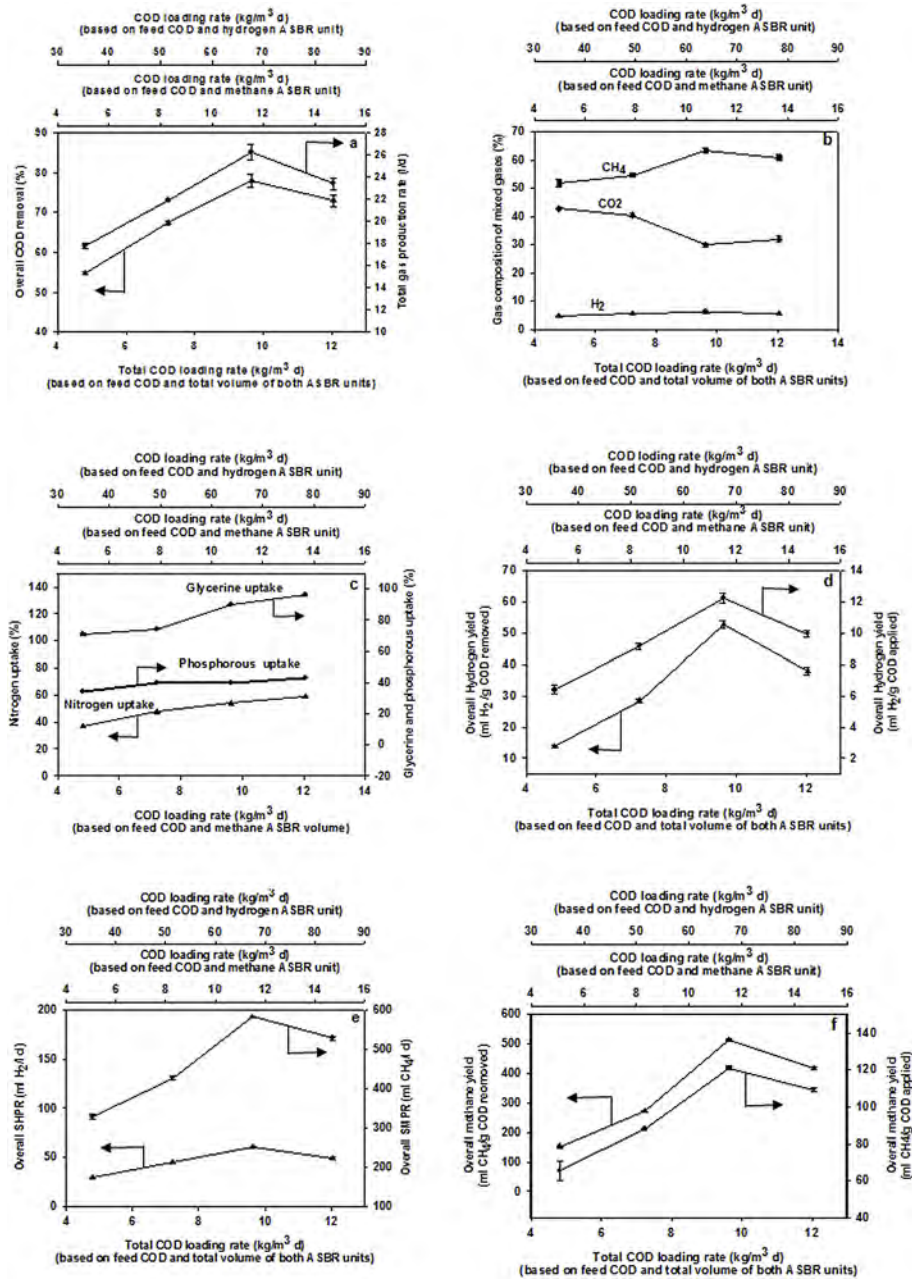 COD loading rate (kg/m3 d)
(based on feed COD and hydrogen ASBR unit)
30 40 50 60 70 80 90
COD loading rate (kg/m3 d)
(based on feed COD and methane ASBR unit)
4 6 8 10 12 14 16
a
Overall COD removal (%)
90
80
70
60
50
40
Total gas production rate (l/d)
28
26
24
22
20
18
16
14
12
10
4 6 8 10 12 14
Total COD loading rate (kg/m3 d)
(based on feed COD and total volume of both ASBR units)
COD loading rate (kg/m3 d)
(based on feed COD and hydrogen ASBR unit)
30 40 50 60 70 80 90
COD loading rate (kg/m3 d)
(based on feed COD and methane ASBR unit)
4 6 8 10 12 14 16
b
Gas composition of mixed gases (%)
70
60
50
40
30
20
10
0
CH4
CO2
H2
4 6 8 10 12 14
Total COD loading rate (kg/m3 d)
(based on feed COD and total volume of both ASBR units)
COD loading rate (kg/m3 d)
(based on feed COD and hydrogen ASBR unit)
30 40 50 60 70 80 90
COD loading rate (kg/m3 d)
(based on feed COD and methane ASBR unit)
4 6 8 10 12 14 16
c
Nitrogen uptake (%)
140
120
100
80
60
40
20
0
Glycerine uptake
Phosphorous uptake
Nitrogen uptake
Glycerine and phosphorous uptake (%)
100
80
60
40
20
0
-20
4 6 8 10 12 14
COD loading rate (kg/m3 d)
(based on feed COD and methane ASBR volume)
COD loding rate (kg/m3 d)
(based on feed COD and hydrogen ASBR unit)
30 40 50 60 70 80 90
COD loading rate (kg/m3 d)
(based on feed COD and methane ASBR unit)
4 6 8 10 12 14 16
d
Overall Hydrogen yield
(ml H2/g COD removed)
70
60
50
40
30
20
10
Overall Hydrogen yield
(ml H2/g COD applied)
14
12
10
8
6
4
2
4 6 8 10 12 14
Total COD loading rate (kg/m3 d)
(based on feed COD and total volume of both ASBR units)
COD loading rate (kg/m3 d)
(based on feed COD and hydrogen ASBR unit)
30 40 50 60 70 80 90
COD loading rate (kg/m3 d)
(based on feed COD and methane ASBR unit)
4 6 8 10 12 14 16
e
Overall SHPR (ml H2/l d)
200
150
100
50
0
Overall SMPR (ml CH4/l d)
600
500
400
300
200
100
4 6 8 10 12 14
Total COD loading rate (kg/m3 d)
(based on feed COD and total volume of both ASBR units)
COD loading rate (kg/m3 d)
(based on feed COD and hydrogen ASBR unit)
30 40 50 60 70 80 90
COD loading rate (kg/m3 d)
(based on feed COD and methane ASBR unit)
4 6 8 10 12 14 16
f
Overall methane yield
(ml CH4/g COD removed)
600
500
400
300
200
100
0
Overall methane yield
(ml CH4/g COD applied)
140
120
100
80
60
40
4 6 8 10 12 14
Total COD loading rate (kg/m3 d)
(based on feed COD and total volume of both ASBR units)